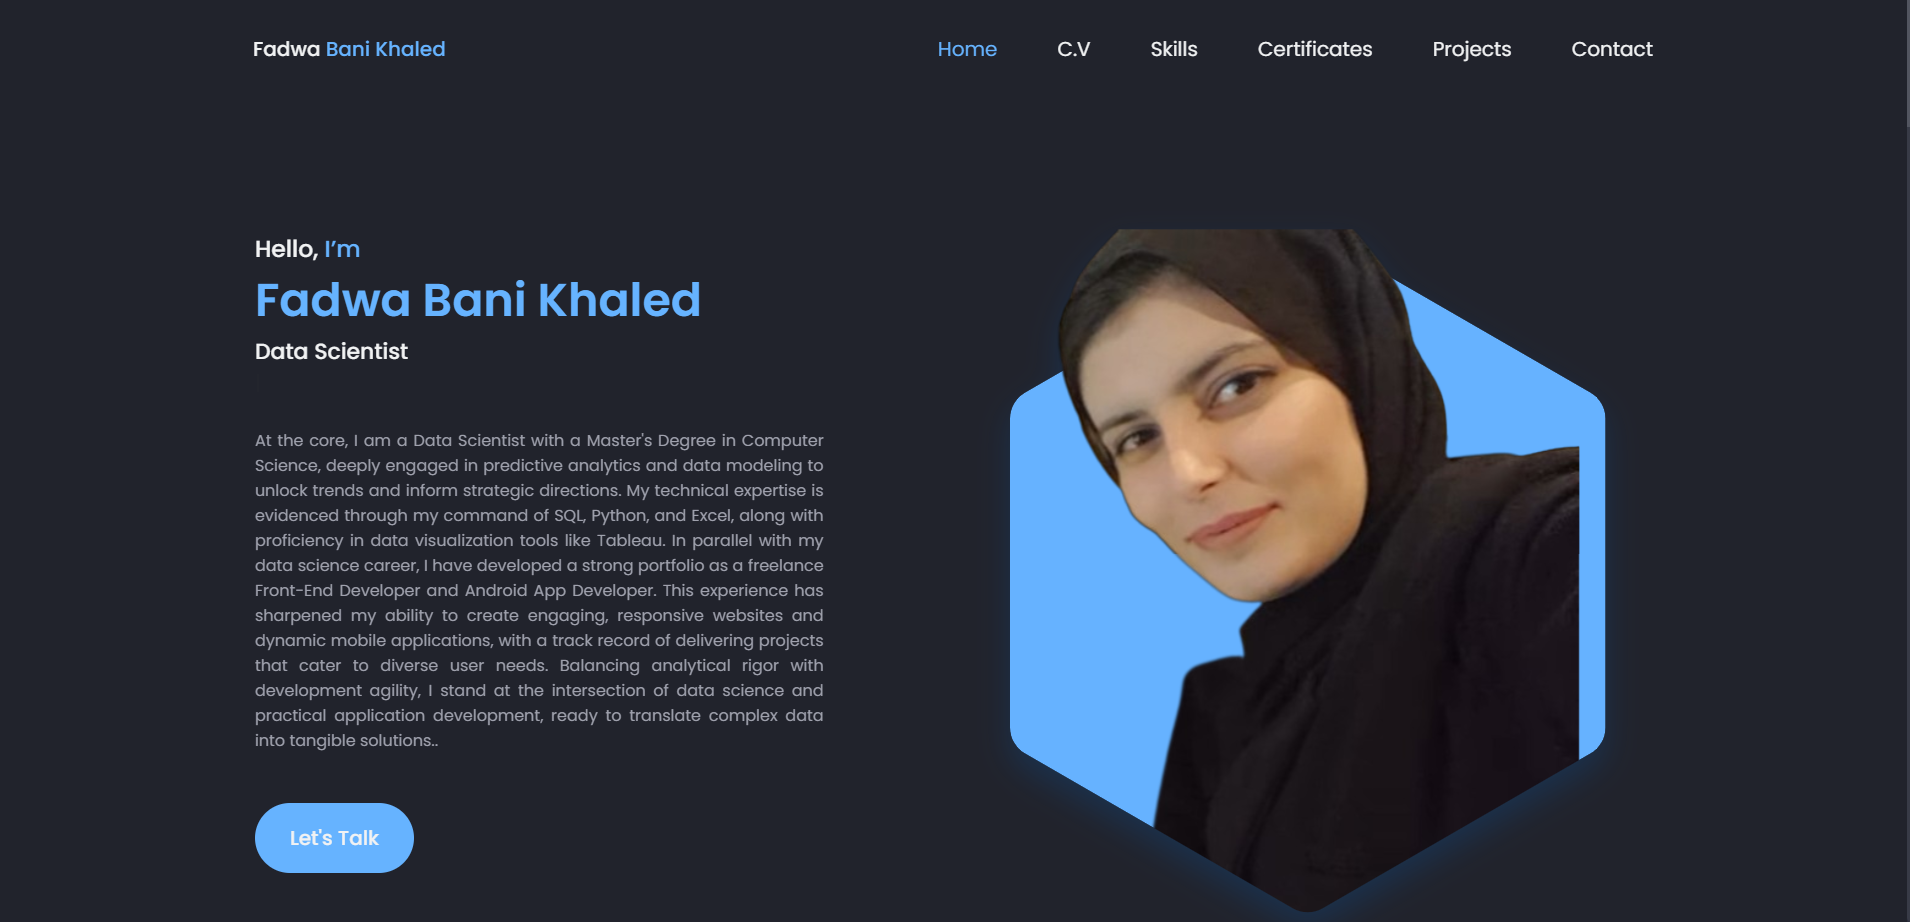 Fadwa Bani Khaled
Home C.V Skills Certificates Projects Contact
Hello, I’m
Fadwa Bani Khaled
Data Scientist
At the core, I am a Data Scientist with a Master's Degree in Computer
Science, deeply engaged in predictive analytics and data modeling to
unlock trends and inform strategic directions. My technical expertise is
evidenced through my command of SQL, Python, and Excel, along with
proficiency in data visualization tools like Tableau. In parallel with my
data science career, I have developed a strong portfolio as a freelance
Front-End Developer and Android App Developer. This experience has
sharpened my ability to create engaging, responsive websites and
dynamic mobile applications, with a track record of delivering projects
that cater to diverse user needs. Balancing analytical rigor with
development agility, I stand at the intersection of data science and
practical application development, ready to translate complex data
into tangible solutions..
Let's Talk